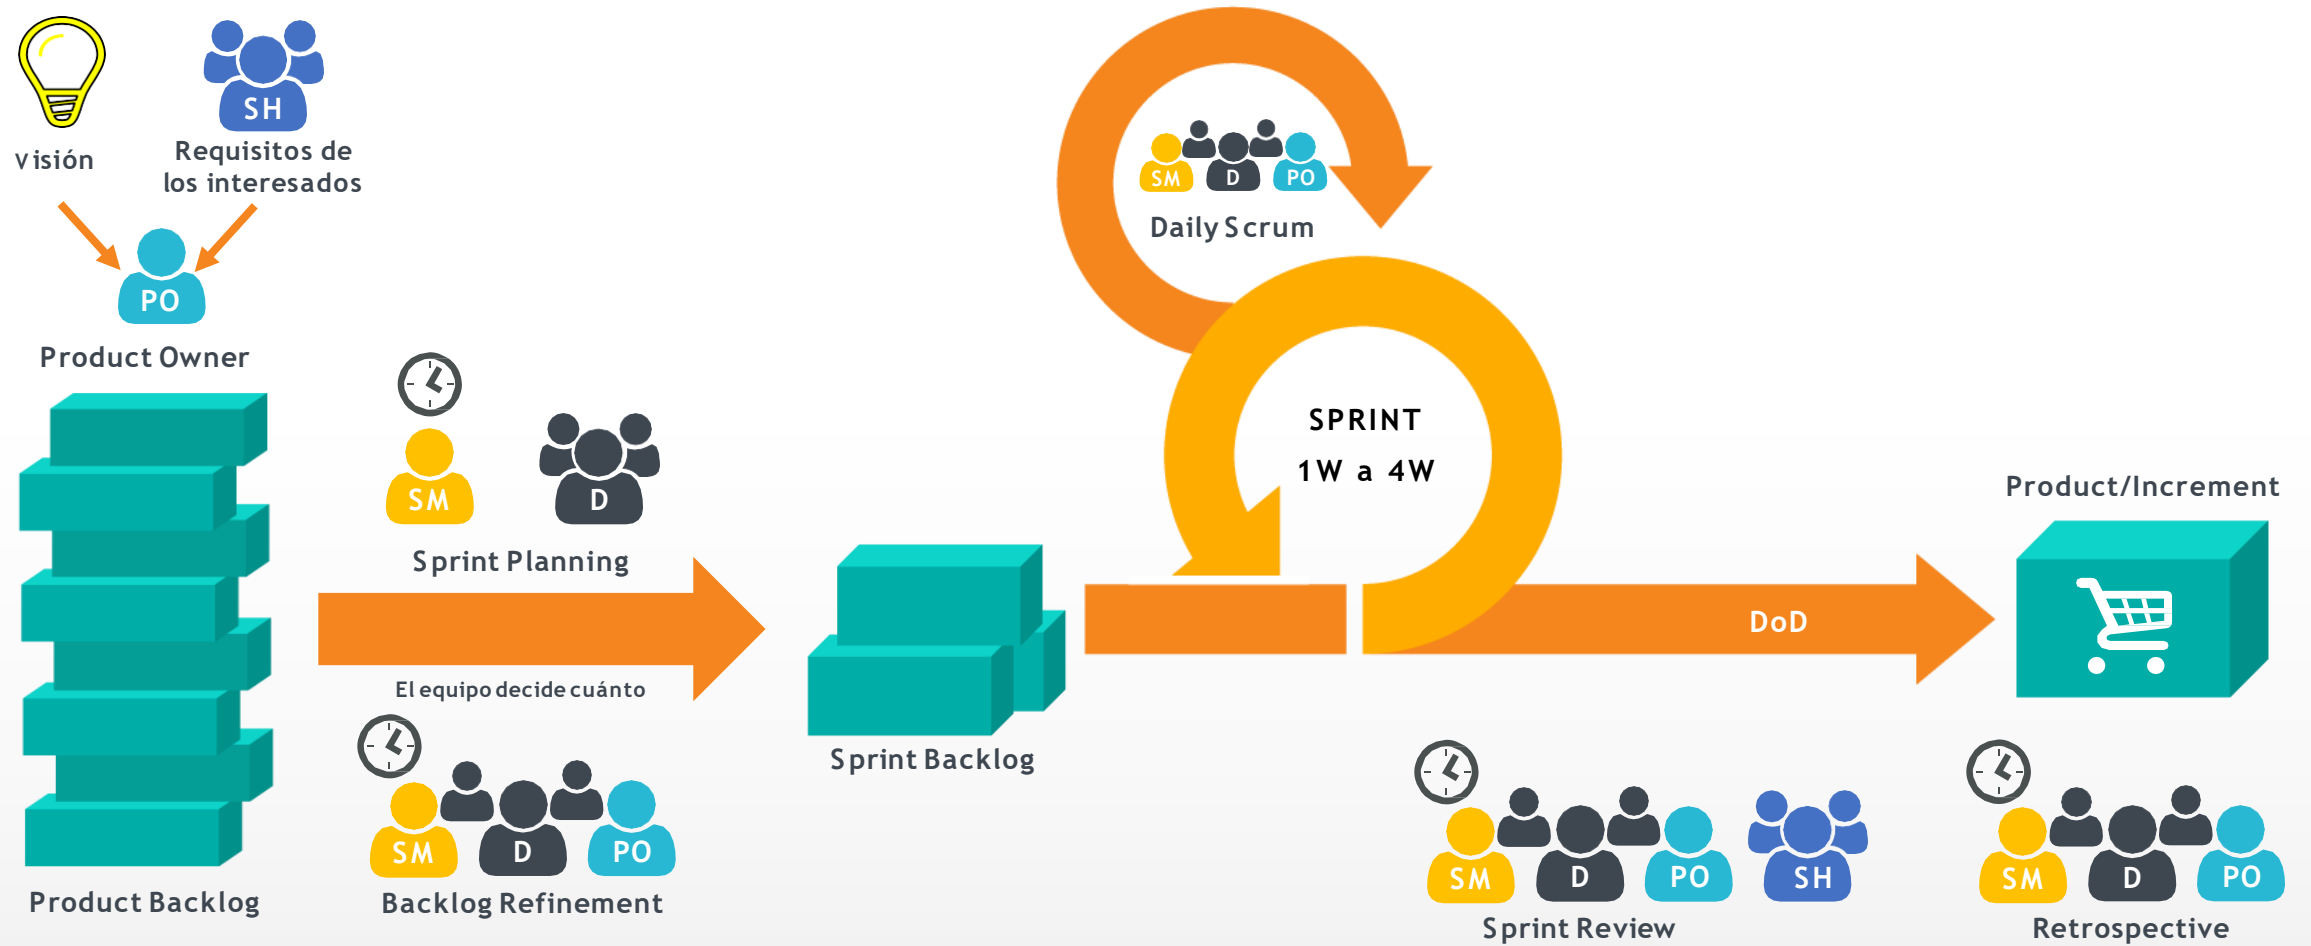 Visión
SH
Requisitos de
los interesados
PO
Product Owner
Product Backlog
SM
D
Sprint Planning
El equipo decide cuánto
SM
D
PO
Backlog Refinement
Sprint Backlog
SM
D
PO
Daily Scrum
SPRINT
1W a 4W
DoD
Product/Increment
SM
D
PO
SH
Sprint Review
SM
D
PO
Retrospective